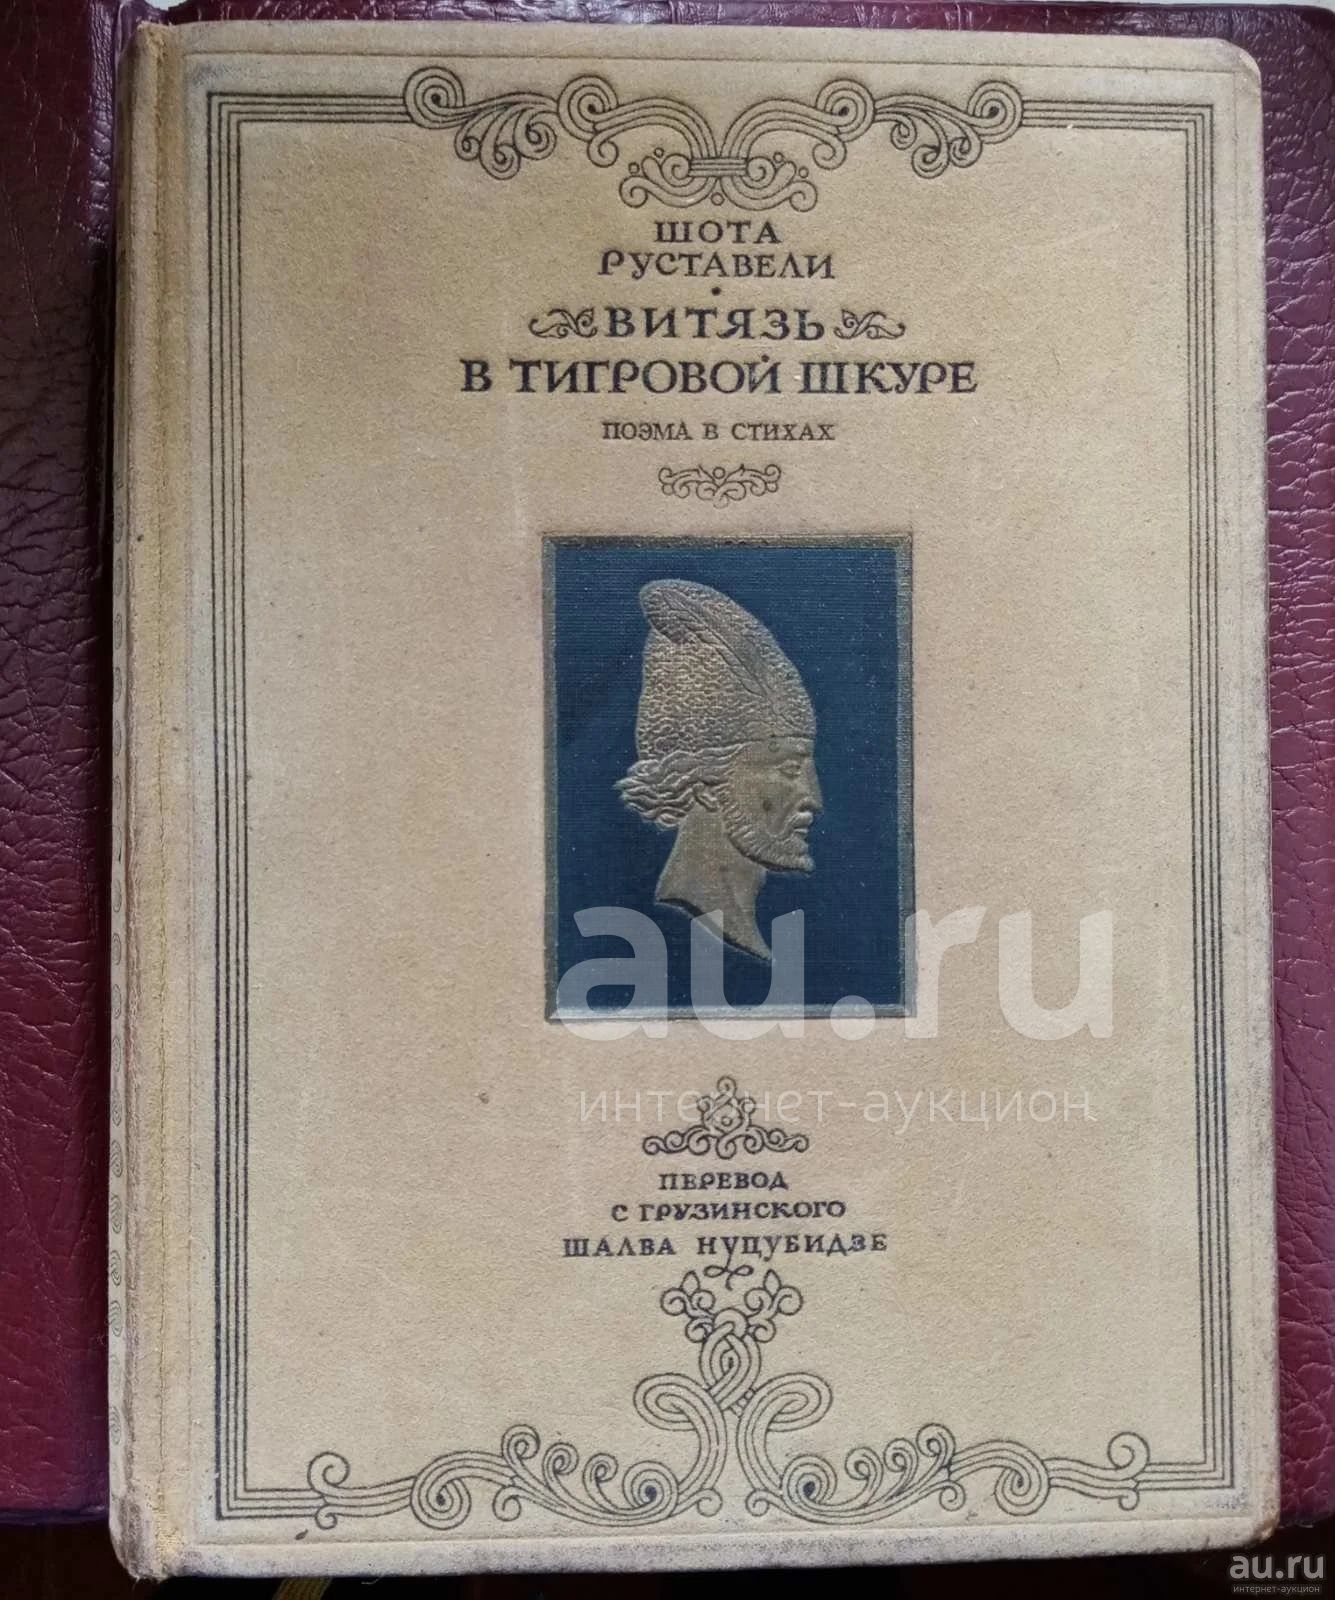 ШОТА
РУСТАВЕЛИ
ВИТЯЗЬ
В ТИГРОВОЙ ШКУРЕ
ПОЭМА В СТИХАХ
au.ru
интернет-аукцион
ПЕРЕВОД
С ГРУЗИНСКОГО
ШАЛВА НУЦУБИДЗЕ
au.ru
интернет-аукцион